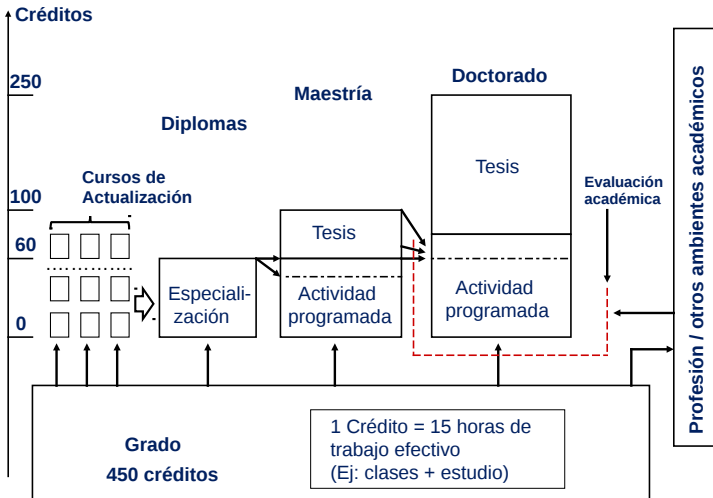 Créditos
250
100
60
0
Cursos de
Actualización
Diplomas
Especiali-
zación
Maestría
Tesis
Actividad
programada
Doctorado
Tesis
Actividad
programada
Evaluación
académica
Profesión / otros ambientes académicos
Grado
450 créditos
1 Crédito = 15 horas de
trabajo efectivo
(Ej: clases + estudio)